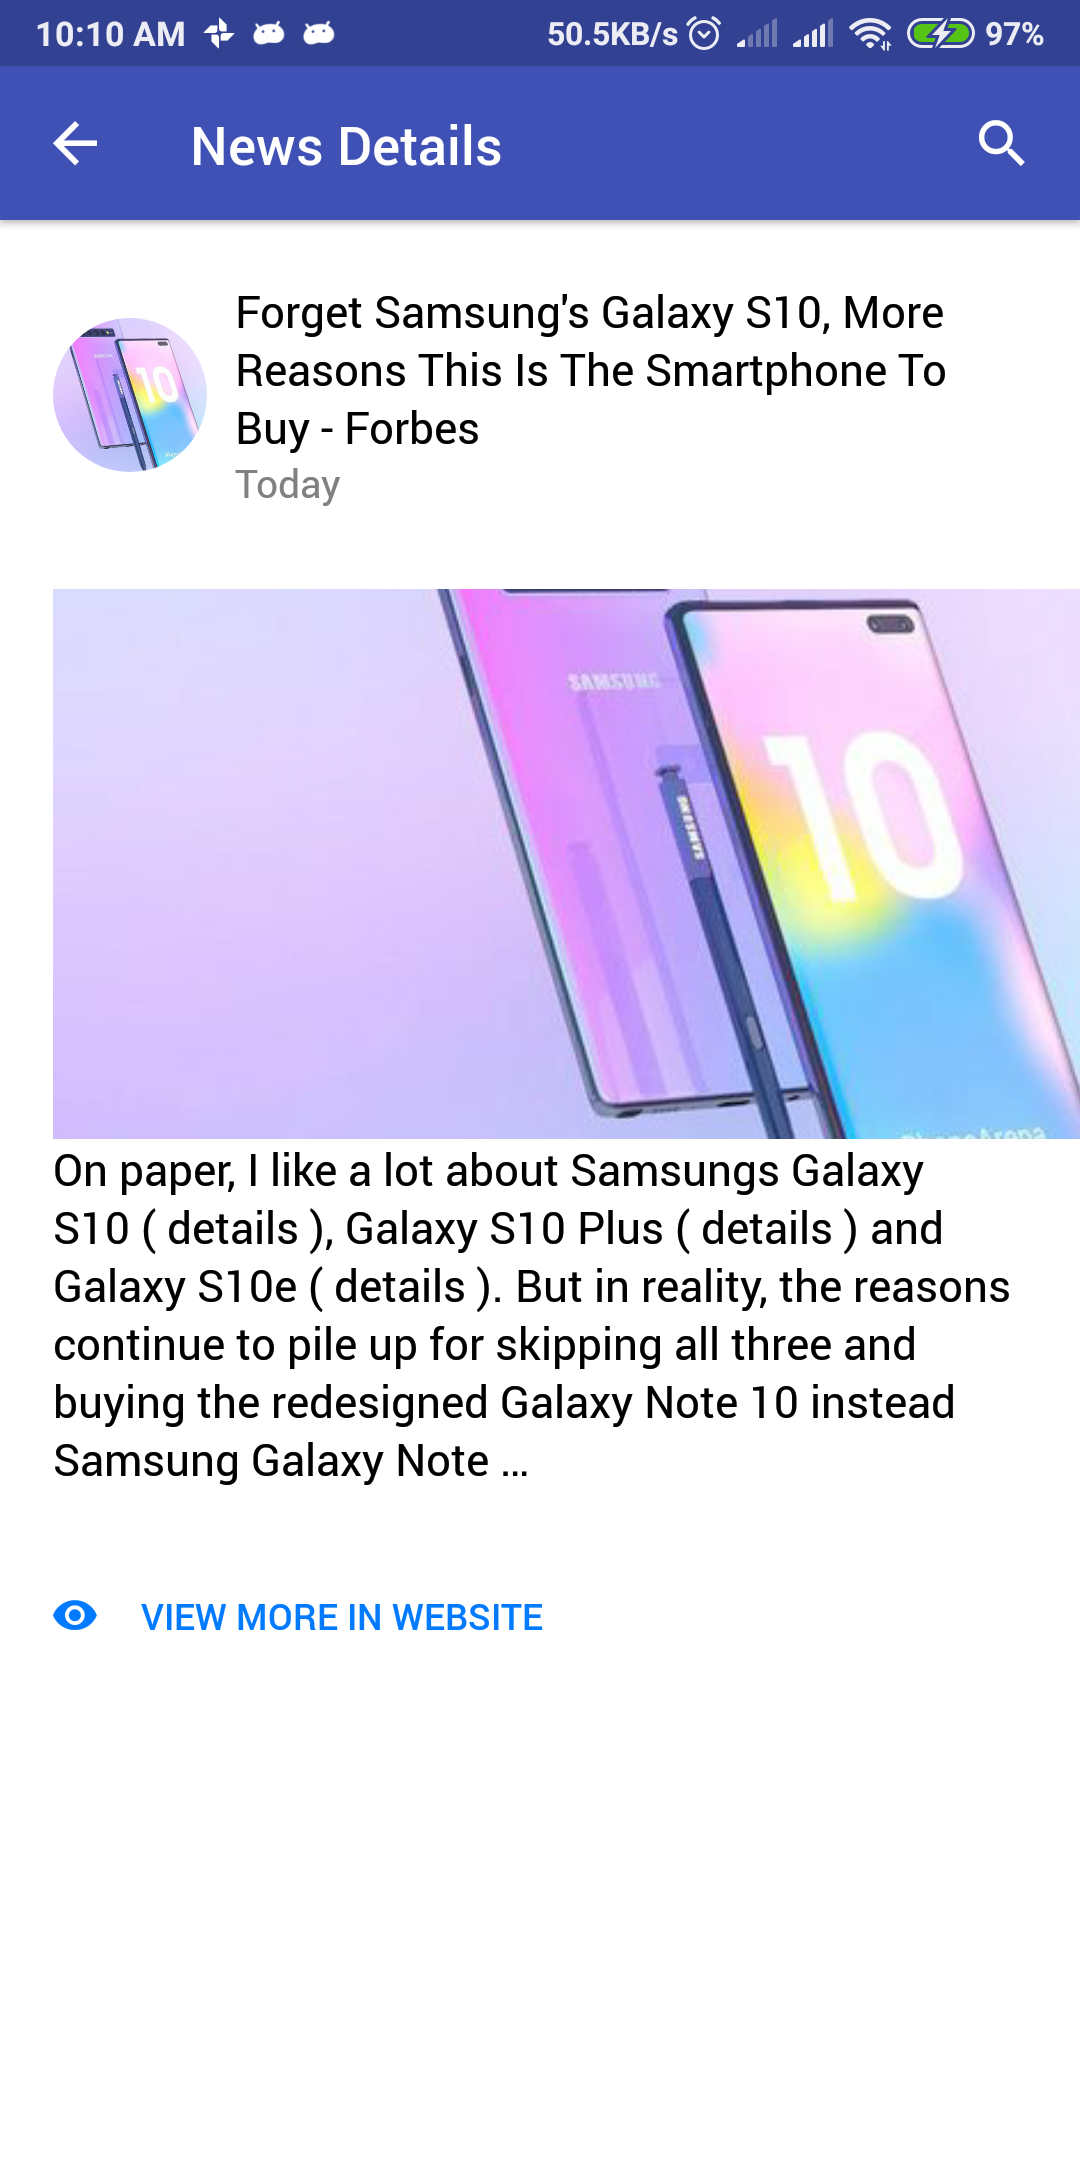 10:10 AM 50.5KB/s 97%
News Details
Forget Samsung's Galaxy S10, More
Reasons This Is The Smartphone To
Buy - Forbes
Today
SAMSUNG
10
SAMSUNG
PhoneArena
On paper, I like a lot about Samsungs Galaxy
S10 ( details ), Galaxy S10 Plus ( details ) and
Galaxy S10e ( details ). But in reality, the reasons
continue to pile up for skipping all three and
buying the redesigned Galaxy Note 10 instead
Samsung Galaxy Note ...
VIEW MORE IN WEBSITE